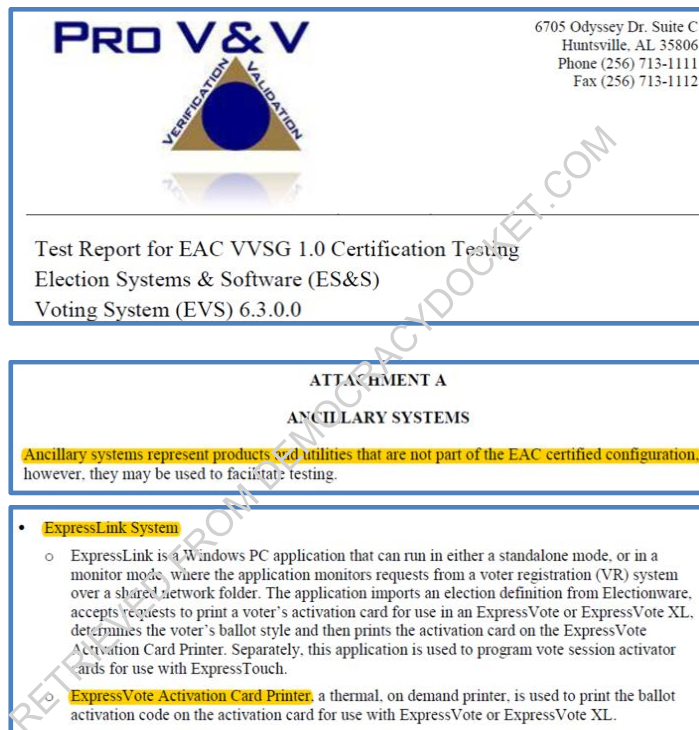 PRO V&V
VERIFICATION
VALIDATION
6705 Odyssey Dr. Suite C
Huntsville, AL 35806
Phone (256) 713-1111
Fax (256) 713-1112
Test Report for EAC VVSG 1.0 Certification Testing
Election Systems & Software (ES&S)
Voting System (EVS) 6.3.0.0
ATTACHMENT A
ANCILLARY SYSTEMS
Ancillary systems represent products and utilities that are not part of the EAC certified configuration,
however, they may be used to facilitate testing.
• ExpressLink System
o ExpressLink is a Windows PC application that can run in either a standalone mode, or in a
monitor mode, where the application monitors requests from a voter registration (VR) system
over a shared network folder. The application imports an election definition from Electionware,
accepts requests to print a voter's activation card for use in an ExpressVote or ExpressVote XL,
determines the voter's ballot style and then prints the activation card on the ExpressVote
Activation Card Printer. Separately, this application is used to program vote session activator
cards for use with ExpressTouch.
o ExpressVote Activation Card Printer, a thermal, on demand printer, is used to print the ballot
activation code on the activation card for use with ExpressVote or ExpressVote XL.
RETRIEVED FROM DEMOCRACYDOCKET.COM